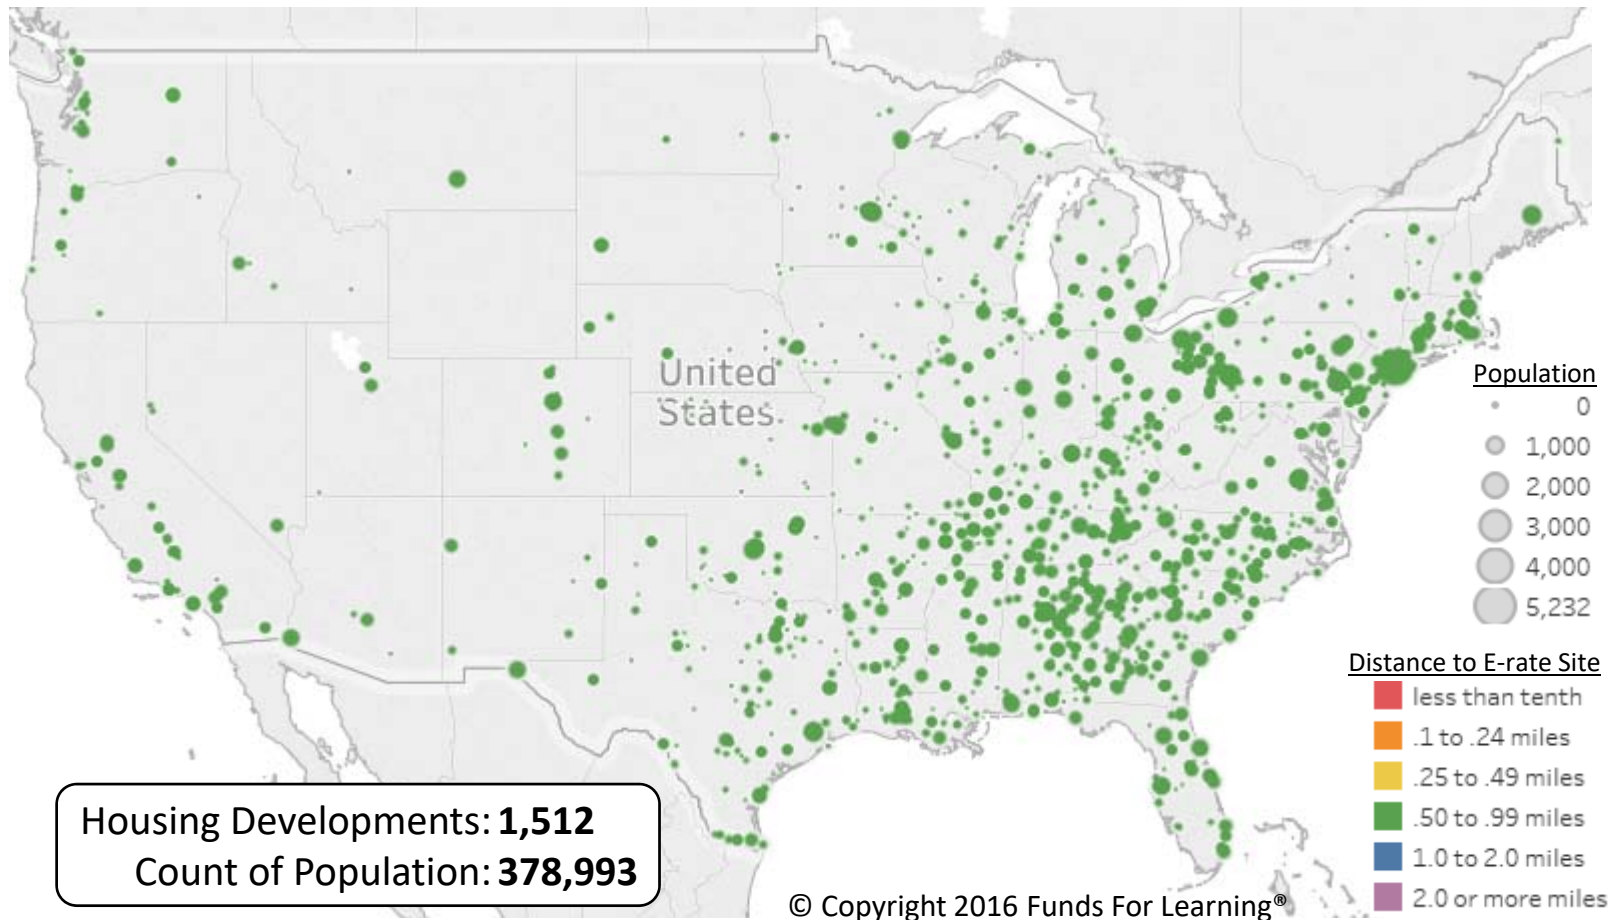 United
States
Population
0
1,000
2,000
3,000
4,000
5,232
Distance to E-rate Site
less than tenth
.1 to .24 miles
.25 to .49 miles
.50 to .99 miles
1.0 to 2.0 miles
2.0 or more miles
Housing Developments: 1,512
Count of Population: 378,993
© Copyright 2016 Funds For Learning®